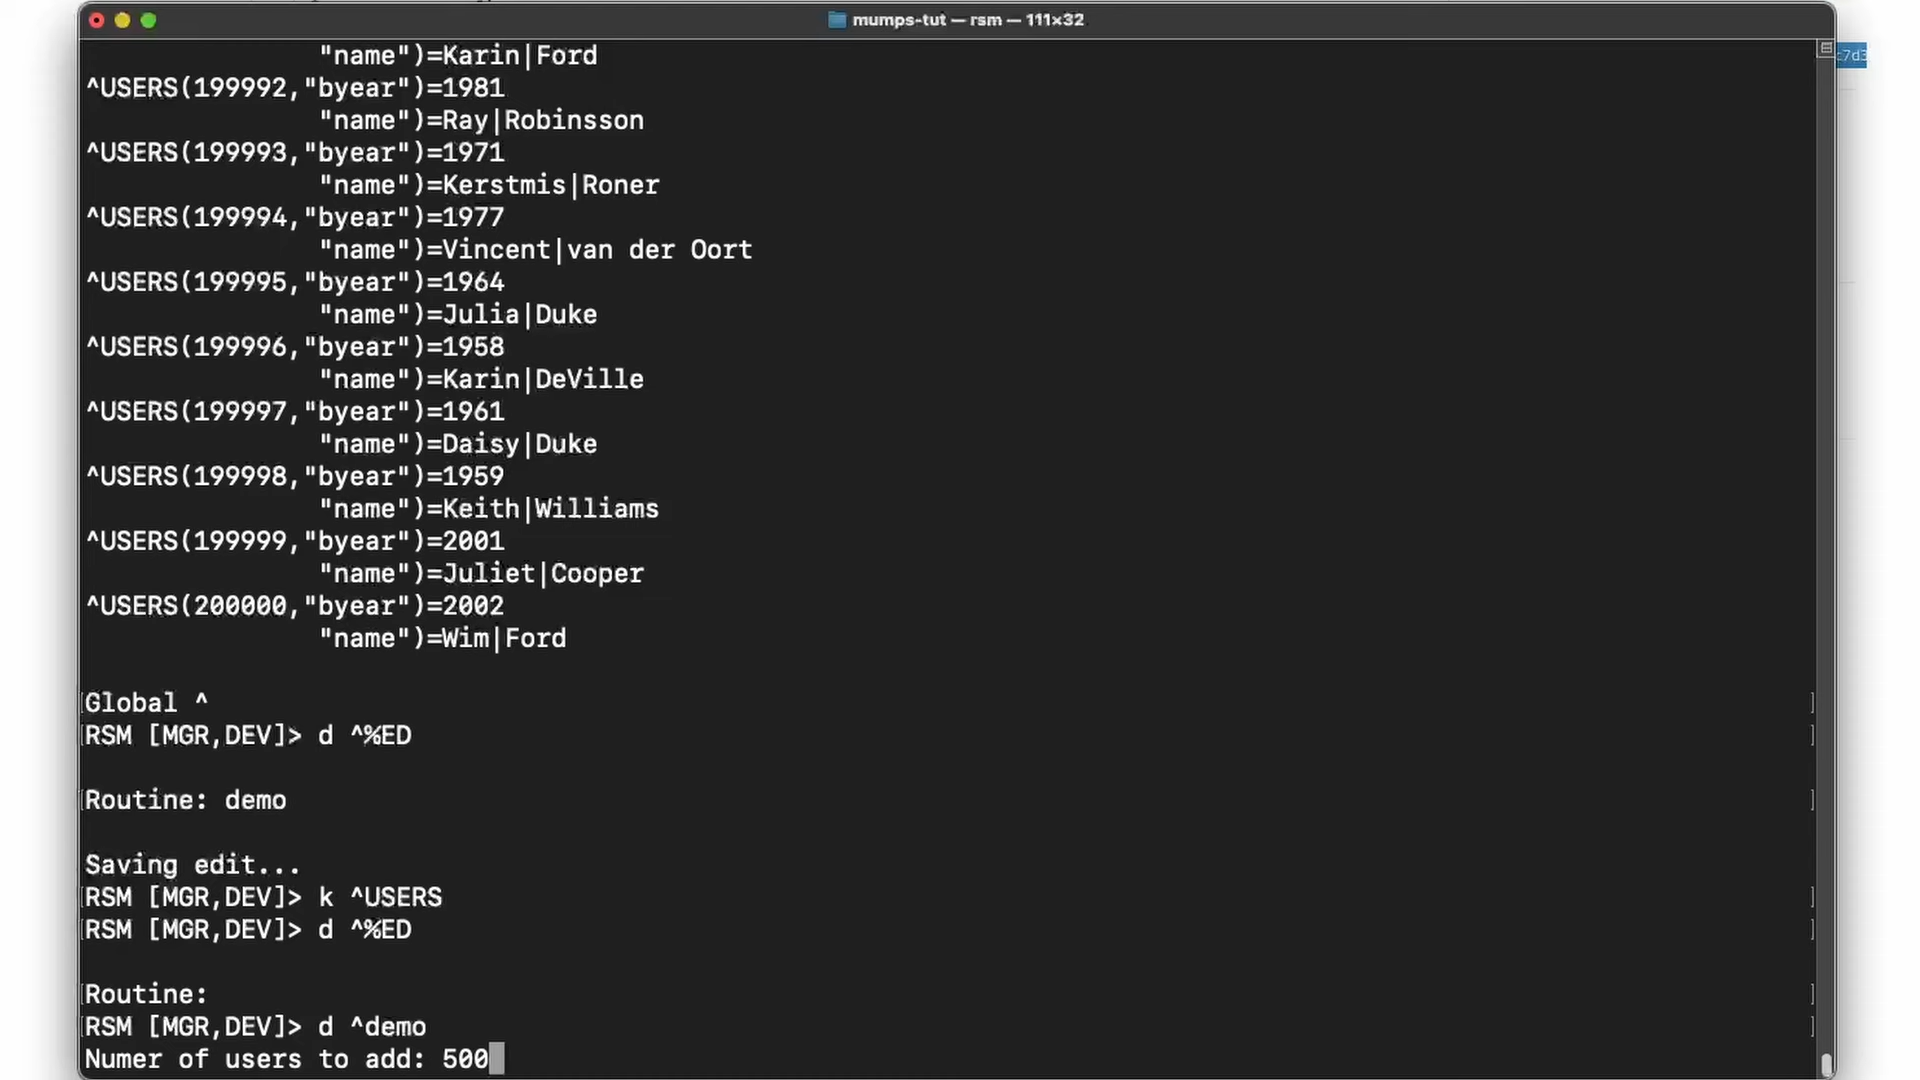 mumps-tut — rsm — 111×32
c7d3
"name")=Karin|Ford
^USERS(199992,"byear")=1981
"name")=Ray|Robinsson
^USERS(199993,"byear")=1971
"name")=Kerstmis|Roner
^USERS(199994,"byear")=1977
"name")=Vincent|van der Oort
^USERS(199995,"byear")=1964
"name")=Julia|Duke
^USERS(199996,"byear")=1958
"name")=Karin|DeVille
^USERS(199997,"byear")=1961
"name")=Daisy|Duke
^USERS(199998,"byear")=1959
"name")=Keith|Williams
^USERS(199999,"byear")=2001
"name")=Juliet|Cooper
^USERS(200000,"byear")=2002
"name")=Wim|Ford
Global ^
RSM [MGR,DEV]> d ^%ED
Routine: demo
Saving edit...
RSM [MGR,DEV]> k ^USERS
RSM [MGR,DEV]> d ^%ED
Routine:
RSM [MGR,DEV]> d ^demo
Numer of users to add: 500